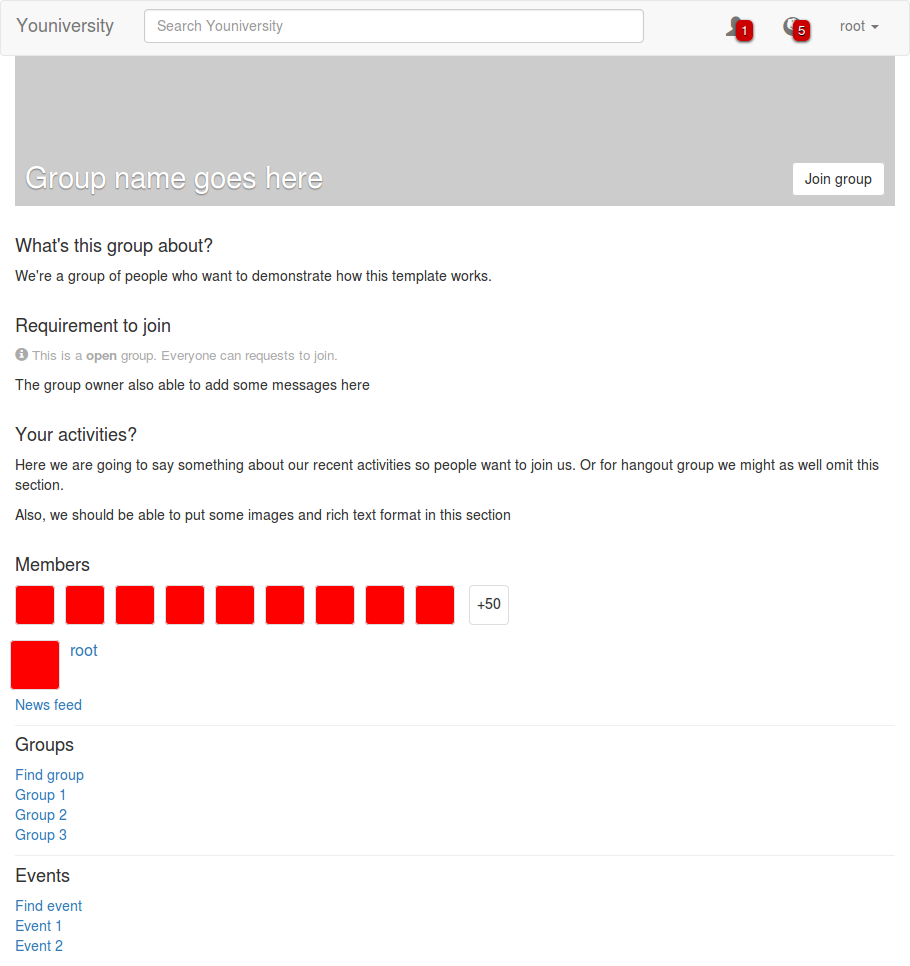 Youniversity
Search Youniversity
1
5
root
Group name goes here
Join group
What's this group about?
We're a group of people who want to demonstrate how this template works.
Requirement to join
This is a open group. Everyone can requests to join.
The group owner also able to add some messages here
Your activities?
Here we are going to say something about our recent activities so people want to join us. Or for hangout group we might as well omit this
section.
Also, we should be able to put some images and rich text format in this section
Members
+50
root
News feed
Groups
Find group
Group 1
Group 2
Group 3
Events
Find event
Event 1
Event 2